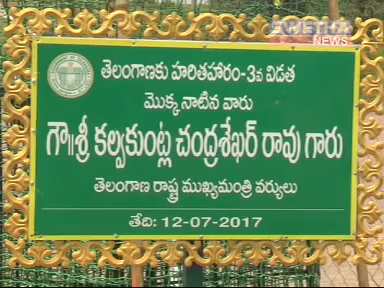 SWETHA
NEWS
తెలంగాణకు హరితహారం-3వ విడత
మొక్క నాటిన వారు
గౌ||శ్రీ కల్వకుంట్ల చంద్రశేఖర్ రావు గారు
తెలంగాణ రాష్ట్ర ముఖ్యమంత్రి వర్యులు
తేది: 12-07-2017